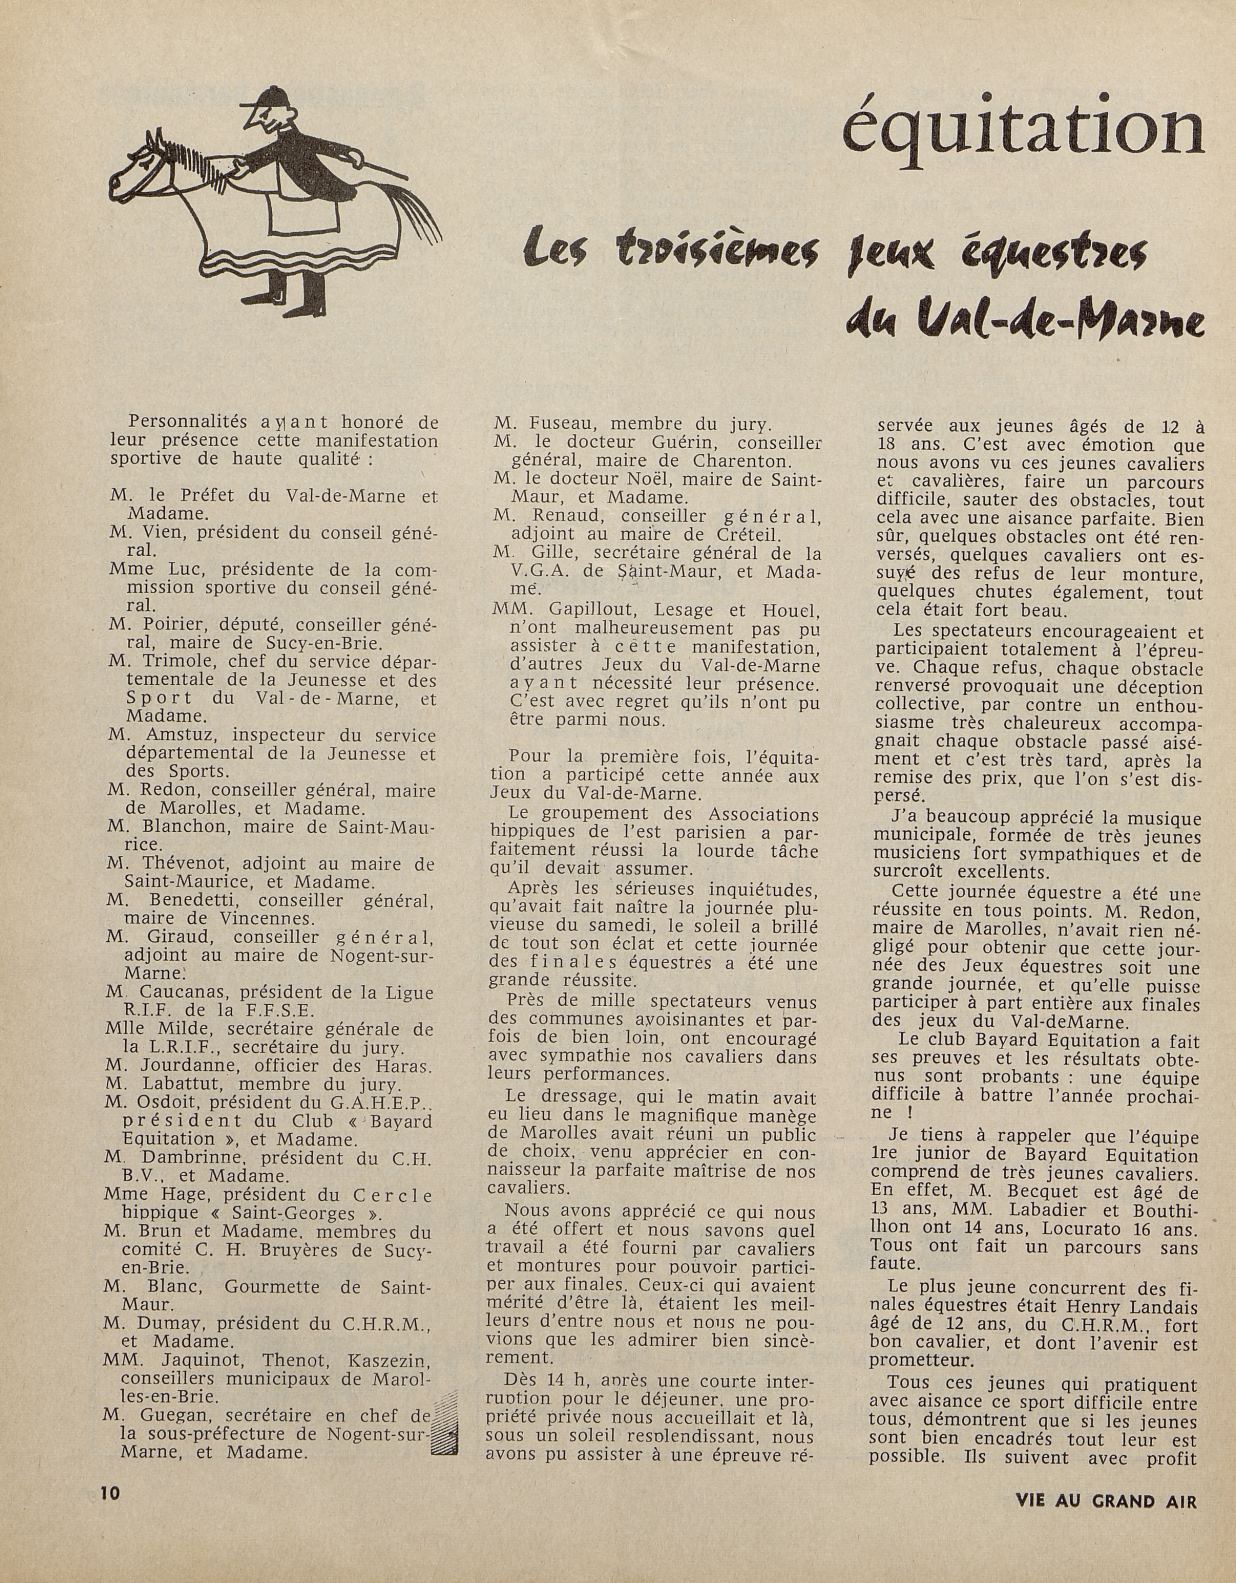 équitation
Les troisièmes Jeux équestres
du Val-de-Marne
Personnalités ayant honoré de
leur présence cette manifestation
sportive de haute qualité :
M. le Préfet du Val-de-Marne et
Madame.
M. Vien, président du conseil géné-
ral.
Mme Luc, présidente de la com-
mission sportive du conseil géné-
ral.
M. Poirier, député, conseiller géné-
ral, maire de Sucy-en-Brie.
M. Trimole, chef du service dépar-
tementale de la Jeunesse et des
Sport du Val-de-Marne, et
Madame.
M. Amstuz, inspecteur du service
départemental de la Jeunesse et
des Sports.
M. Redon, conseiller général, maire
de Marolles, et Madame.
M. Blanchon, maire de Saint-Mau-
rice.
M. Thévenot, adjoint au maire de
Saint-Maurice, et Madame.
M. Benedetti, conseiller général,
maire de Vincennes.
M. Giraud, conseiller général,
adjoint au maire de Nogent-sur-
Marne.
M. Caucanas, président de la Ligue
R.I.F. de la F.F.S.E.
Mlle Milde, secrétaire générale de
la L.R.I.F., secrétaire du jury.
M. Jourdanne, officier des Haras.
M. Labattut, membre du jury.
M. Osdoit, président du G.A.H.E.P.,
président du Club « Bayard
Equitation », et Madame.
M. Dambrinne, président du C.H.
B.V., et Madame.
Mme Hage, président du Cercle
hippique « Saint-Georges ».
M. Brun et Madame, membres du
comité C. H. Bruyères de Sucy-
en-Brie.
M. Blanc, Gourmette de Saint-
Maur.
M. Dumay, président du C.H.R.M.,
et Madame.
MM. Jaquinot, Thenot, Kaszezin,
conseillers municipaux de Marol-
les-en-Brie.
M. Guegan, secrétaire en chef de
la sous-préfecture de Nogent-sur-
Marne, et Madame.
M. Fuseau, membre du jury.
M. le docteur Guérin, conseiller
général, maire de Charenton.
M. le docteur Noël, maire de Saint-
Maur, et Madame.
M. Renaud, conseiller général,
adjoint au maire de Créteil.
M. Gille, secrétaire général de la
V.G.A. de Saint-Maur, et Mada-
me.
MM. Gapillout, Lesage et Houel,
n'ont malheureusement pas pu
assister à cette manifestation,
d'autres Jeux du Val-de-Marne
ayant nécessité leur présence.
C'est avec regret qu'ils n'ont pu
être parmi nous.
Pour la première fois, l'équita-
tion a participé cette année aux
Jeux du Val-de-Marne.
Le groupement des Associations
hippiques de l'est parisien a par-
faitement réussi la lourde tâche
qu'il devait assumer.
Après les sérieuses inquiétudes,
qu'avait fait naître la journée plu-
vieuse du samedi, le soleil a brillé
de tout son éclat et cette journée
des finales équestres a été une
grande réussite.
Près de mille spectateurs venus
des communes avoisinantes et par-
fois de bien loin, ont encouragé
avec sympathie nos cavaliers dans
leurs performances.
Le dressage, qui le matin avait
eu lieu dans le magnifique manège
de Marolles avait réuni un public
de choix, venu apprécier en con-
naisseur la parfaite maîtrise de nos
cavaliers.
Nous avons apprécié ce qui nous
a été offert et nous savons quel
travail a été fourni par cavaliers
et montures pour pouvoir partici-
per aux finales. Ceux-ci qui avaient
mérité d'être là, étaient les meil-
leurs d'entre nous et nous ne pou-
vions que les admirer bien sincè-
rement.
Dès 14 h, après une courte inter-
ruption pour le déjeuner, une pro-
priété privée nous accueillait et là,
sous un soleil resplendissant, nous
avons pu assister à une épreuve ré-
servée aux jeunes âgés de 12 à
18 ans. C'est avec émotion que
nous avons vu ces jeunes cavaliers
et cavalières, faire un parcours
difficile, sauter des obstacles, tout
cela avec une aisance parfaite. Bien
sûr, quelques obstacles ont été ren-
versés, quelques cavaliers ont es-
suyé des refus de leur monture,
quelques chutes également, tout
cela était fort beau.
Les spectateurs encourageaient et
participaient totalement à l'épreu-
ve. Chaque refus, chaque obstacle
renversé provoquait une déception
collective, par contre un enthou-
siasme très chaleureux accompa-
gnait chaque obstacle passé aisé-
ment et c'est très tard, après la
remise des prix, que l'on s'est dis-
persé.
J'a beaucoup apprécié la musique
municipale, formée de très jeunes
musiciens fort sympathiques et de
surcroît excellents.
Cette journée équestre a été une
réussite en tous points. M. Redon,
maire de Marolles, n'avait rien né-
gligé pour obtenir que cette jour-
née des Jeux équestres soit une
grande journée, et qu'elle puisse
participer à part entière aux finales
des jeux du Val-deMarne.
Le club Bayard Equitation a fait
ses preuves et les résultats obte-
nus sont probants : une équipe
difficile à battre l'année prochai-
ne !
Je tiens à rappeler que l'équipe
1re junior de Bayard Equitation
comprend de très jeunes cavaliers.
En effet, M. Becquet est âgé de
13 ans, MM. Labadier et Bouthi-
lhon ont 14 ans, Locurato 16 ans.
Tous ont fait un parcours sans
faute.
Le plus jeune concurrent des fi-
nales équestres était Henry Landais
âgé de 12 ans, du C.H.R.M., fort
bon cavalier, et dont l'avenir est
prometteur.
Tous ces jeunes qui pratiquent
avec aisance ce sport difficile entre
tous, démontrent que si les jeunes
sont bien encadrés tout leur est
possible. Ils suivent avec profit
10
VIE AU GRAND AIR